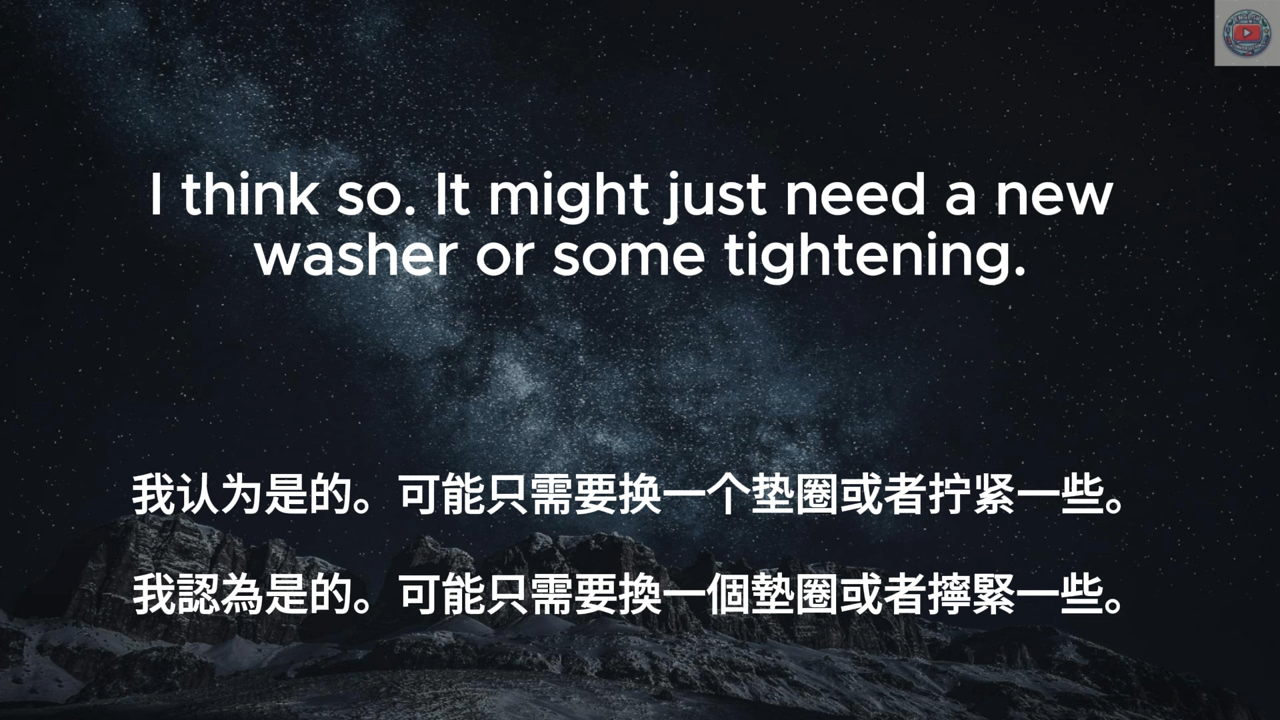 I think so. It might just need a new
washer or some tightening.
我认为是的。可能只需要换一个垫圈或者拧紧一些。
我認為是的。可能只需要換一個墊圈或者擰緊一些。